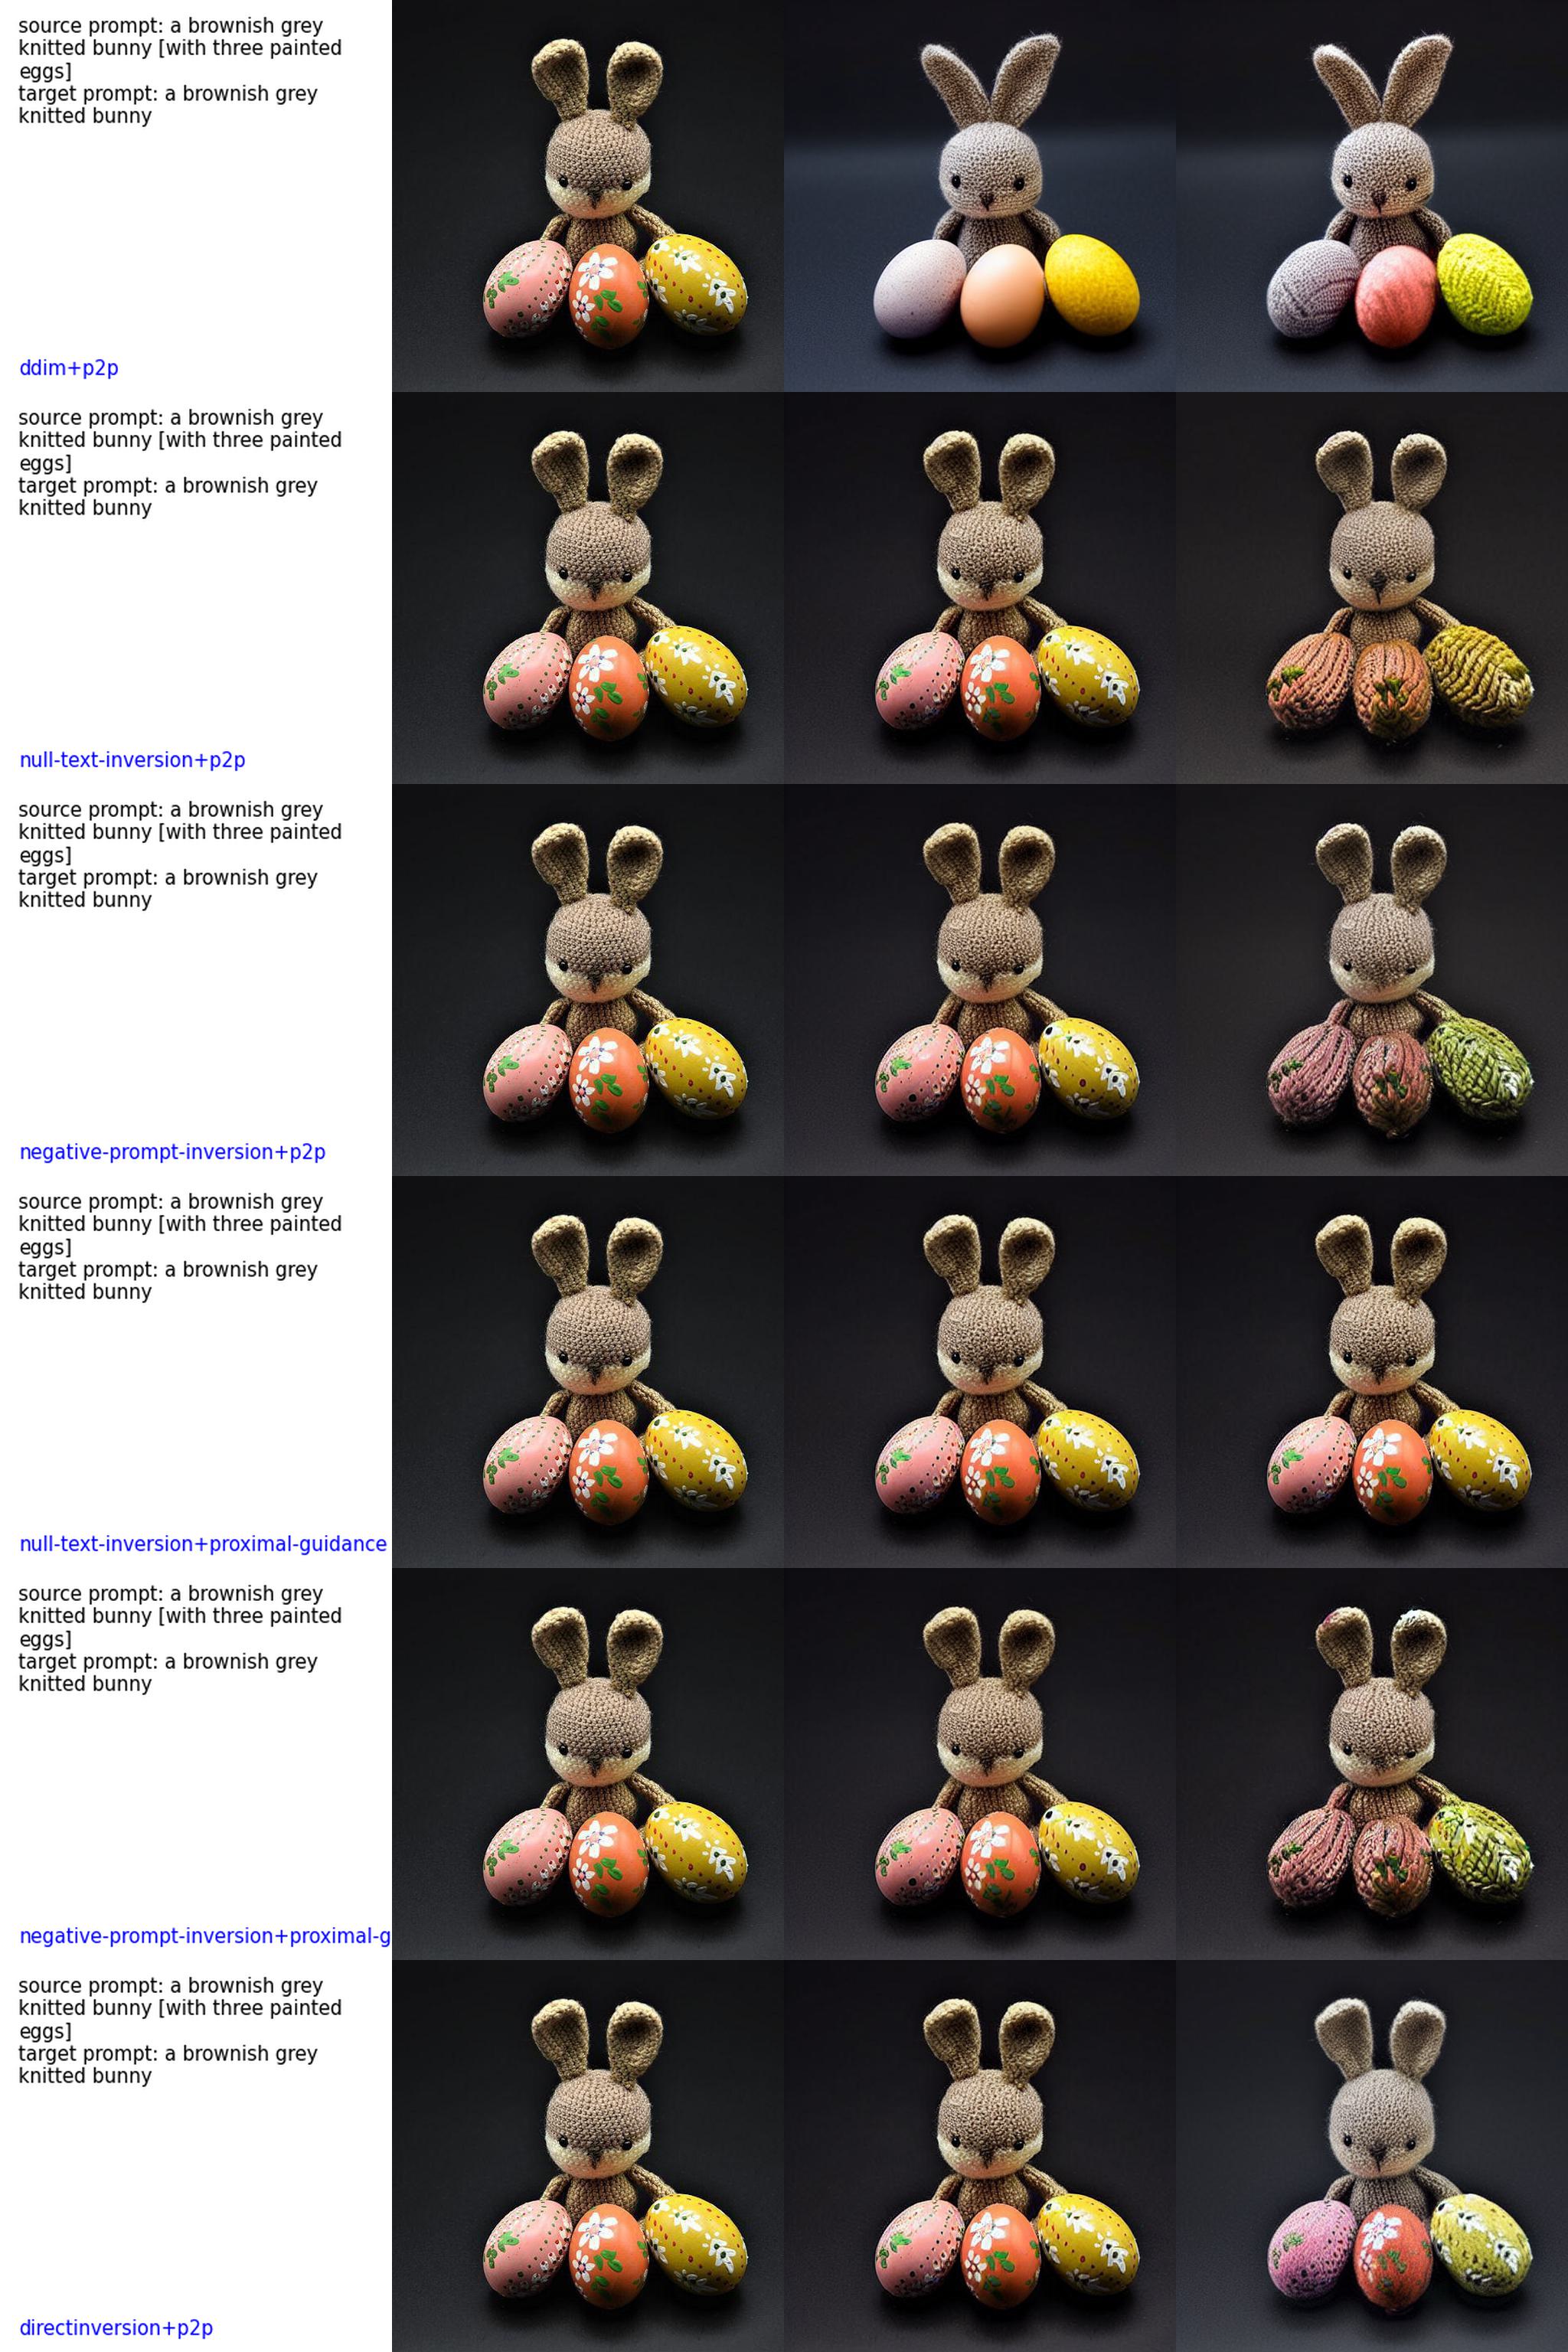 source prompt: a brownish grey
knitted bunny [with three painted
eggs]
target prompt: a brownish grey
knitted bunny
ddim+p2p
source prompt: a brownish grey
knitted bunny [with three painted
eggs]
target prompt: a brownish grey
knitted bunny
null-text-inversion+p2p
source prompt: a brownish grey
knitted bunny [with three painted
eggs]
target prompt: a brownish grey
knitted bunny
negative-prompt-inversion+p2p
source prompt: a brownish grey
knitted bunny [with three painted
eggs]
target prompt: a brownish grey
knitted bunny
null-text-inversion+proximal-guidance
source prompt: a brownish grey
knitted bunny [with three painted
eggs]
target prompt: a brownish grey
knitted bunny
negative-prompt-inversion+proximal-g
source prompt: a brownish grey
knitted bunny [with three painted
eggs]
target prompt: a brownish grey
knitted bunny
directinversion+p2p